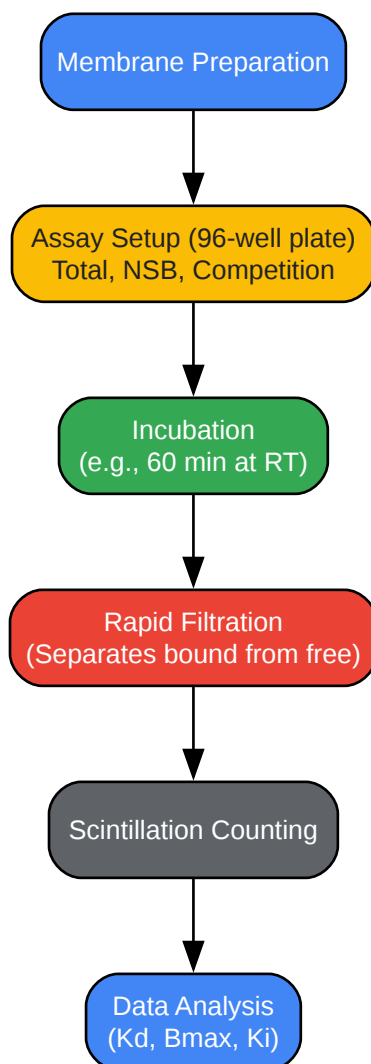 Membrane Preparation
Assay Setup (96-well plate)
Total, NSB, Competition
Incubation
(e.g., 60 min at RT)
Rapid Filtration
(Separates bound from free)
Scintillation Counting
Data Analysis
(Kd, Bmax, Ki)